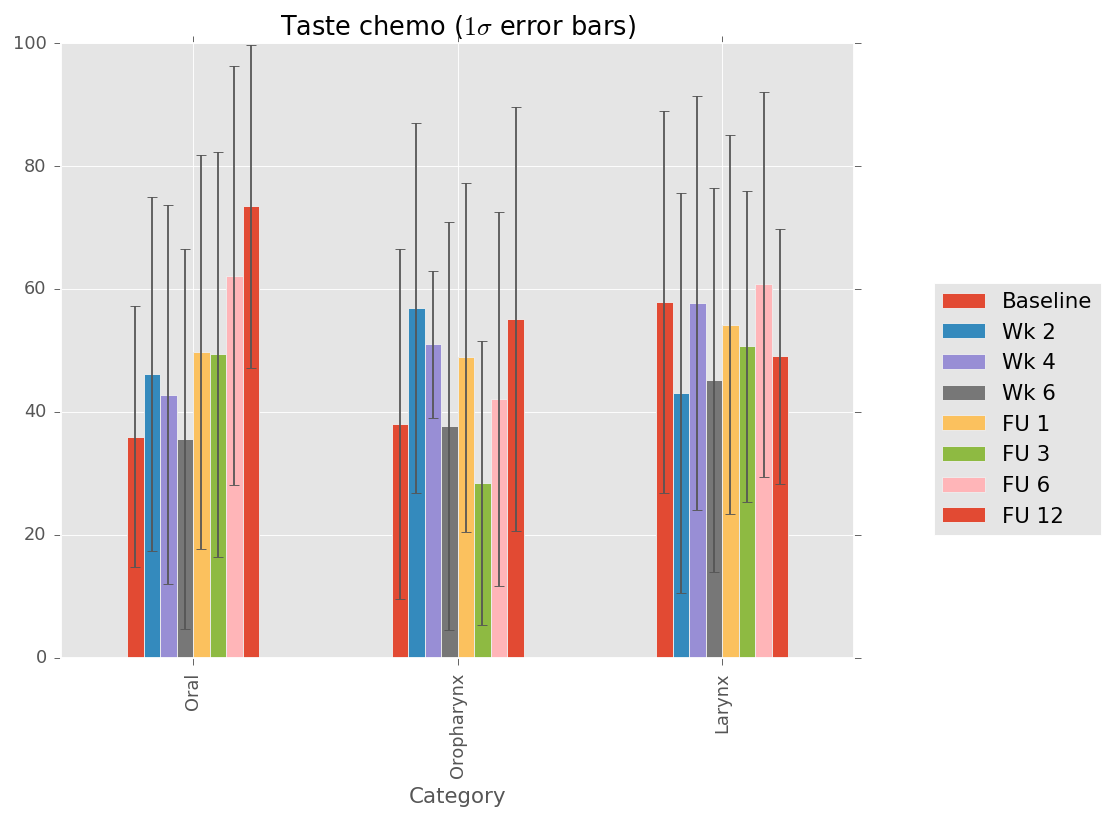 Taste chemo (1σ error bars)
100
80
60
40
20
0
Oral
Oropharynx
Larynx
Category
Baseline
Wk 2
Wk 4
Wk 6
FU 1
FU 3
FU 6
FU 12